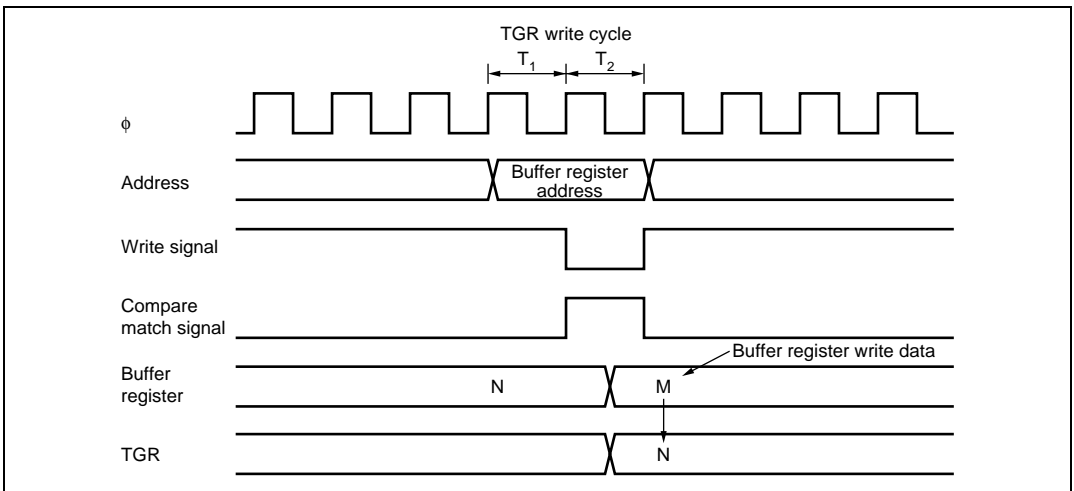 TGR write cycle
T1 T2
φ
Address
Buffer register
address
Write signal
Compare
match signal
Buffer register write data
Buffer
register
N M
TGR
N